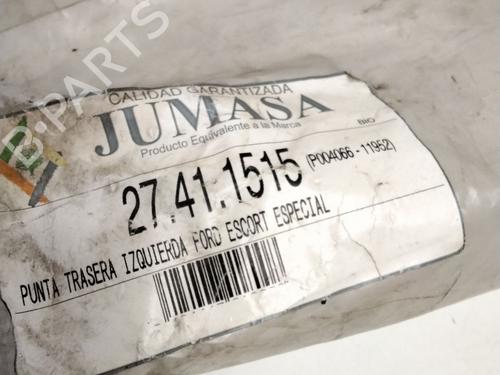 B·PARTS
CALIDAD GARANTIZADA
JUMASA
Producto Equivalente a la Marca
BIO
27.41.1515 (P004066-11952)
PUNTA TRASERA IZQUIERDA FORD ESCORT ESPECIAL